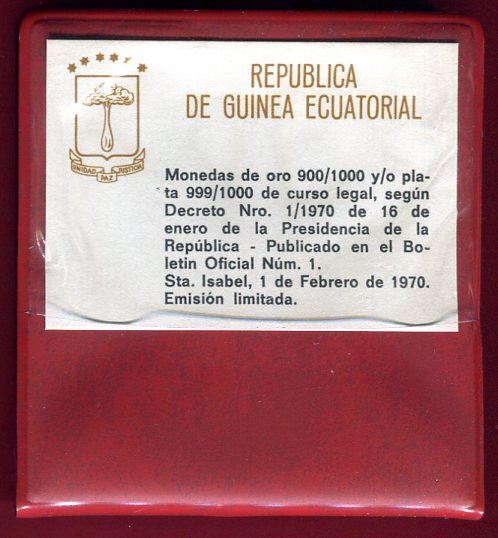 REPUBLICA
DE GUINEA ECUATORIAL
UNIDAD PAZ JUSTICIA
Monedas de oro 900/1000 y/o pla-
ta 999/1000 de curso legal, según
Decreto Nro. 1/1970 de 16 de
enero de la Presidencia de la
República - Publicado en el Bo-
letin Oficial Núm. 1.
Sta. Isabel, 1 de Febrero de 1970.
Emisión limitada.